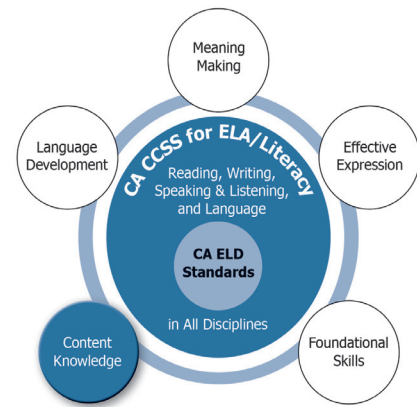 Meaning
Making
Language
Development
Effective
Expression
CA CCSS for ELA/Literacy
Reading, Writing,
Speaking & Listening,
and Language
CA ELD
Standards
in All Disciplines
Content
Knowledge
Foundational
Skills